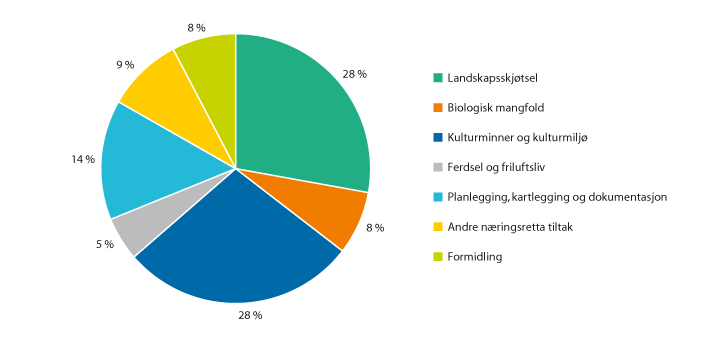 8 %
28 %
9 %
14 %
8 %
5 %
28 %
Landskapsskjøtsel
Biologisk mangfold
Kulturminner og kulturmiljø
Ferdsel og friluftsliv
Planlegging, kartlegging og dokumentasjon
Andre næringsretta tiltak
Formidling